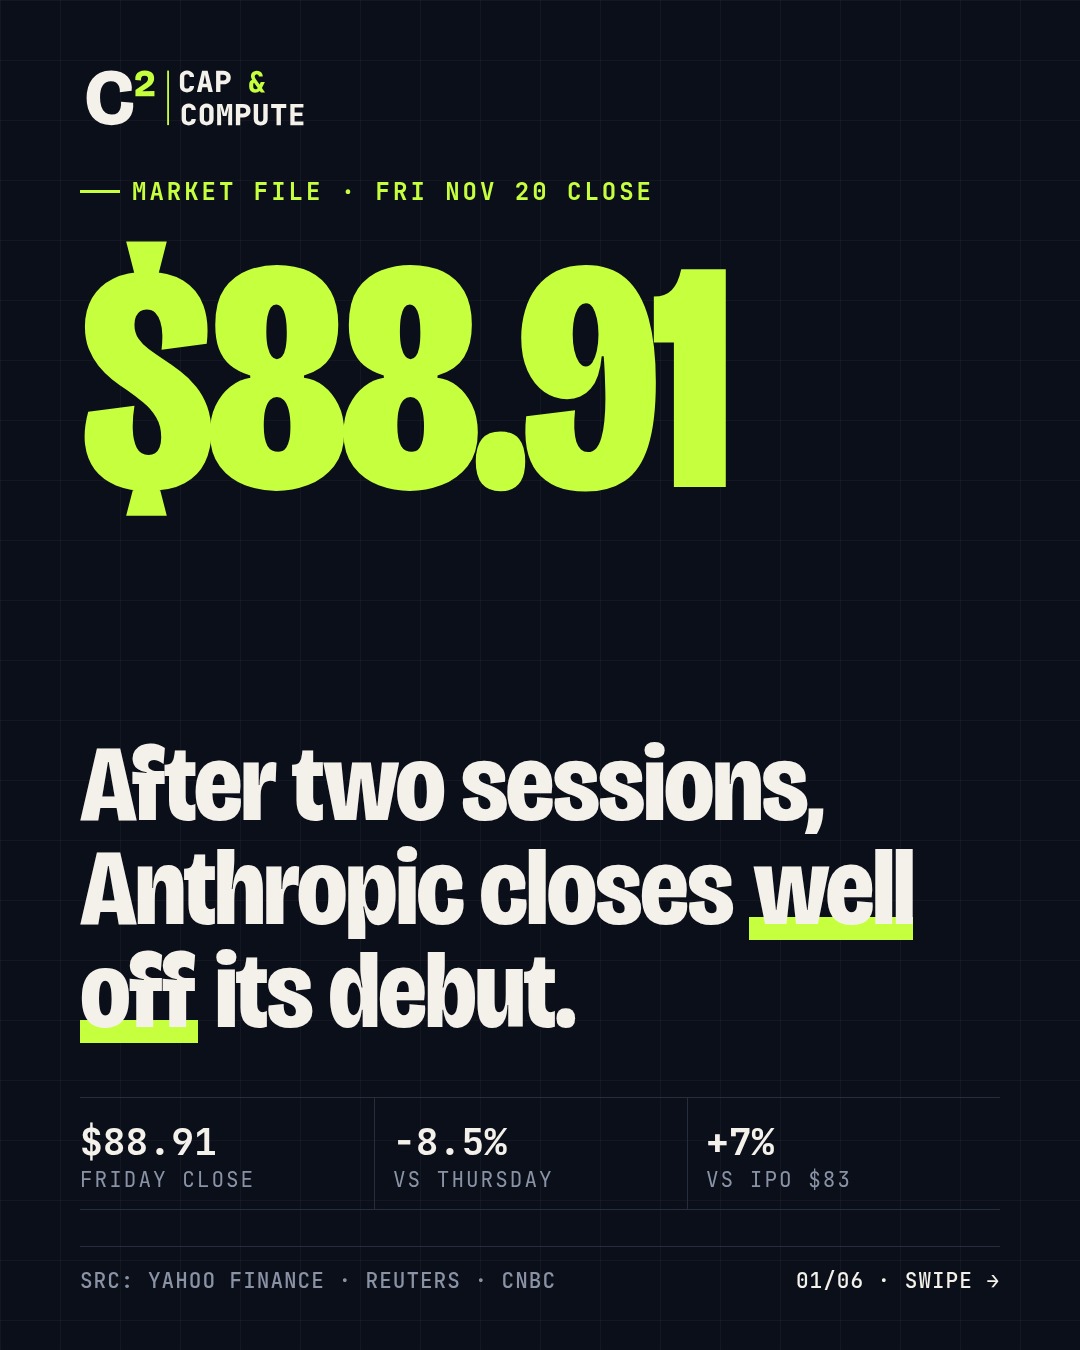 C² CAP &
COMPUTE
MARKET FILE · FRI NOV 20 CLOSE
$88.91
After two sessions,
Anthropic closes well
off its debut.
$88.91 -8.5% +7%
FRIDAY CLOSE VS THURSDAY VS IPO $83
SRC: YAHOO FINANCE · REUTERS · CNBC 01/06 · SWIPE →